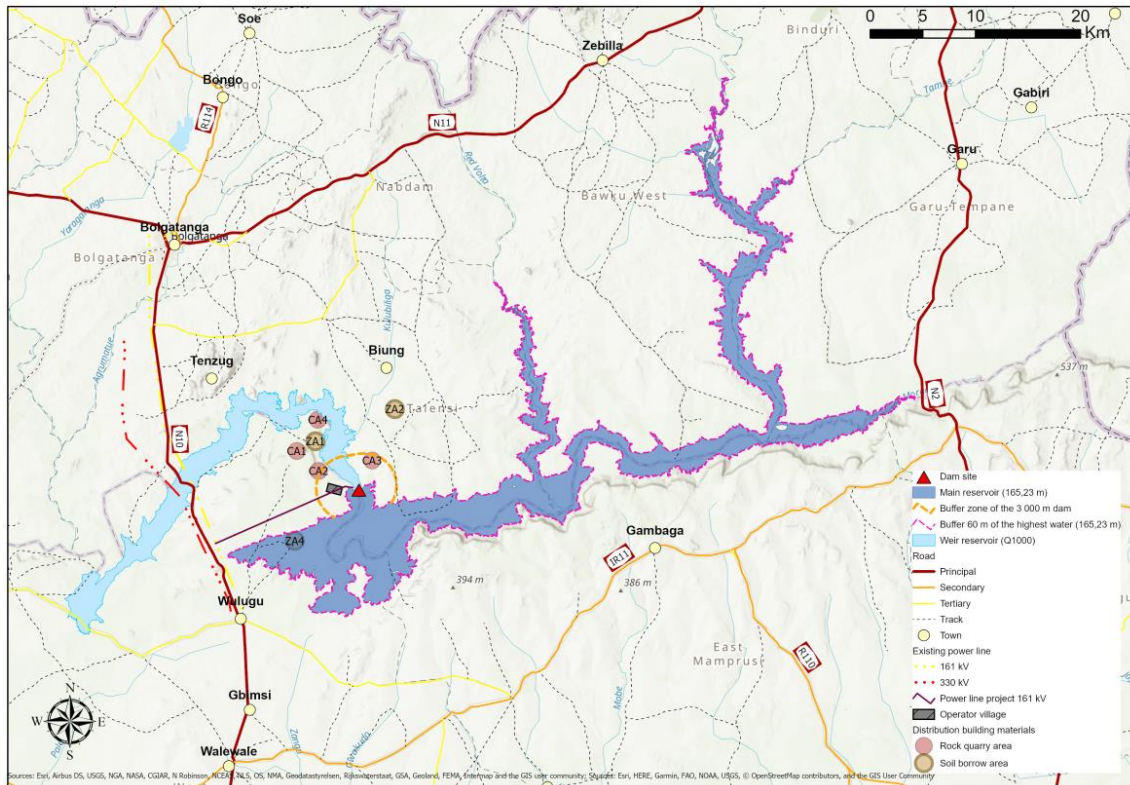 Soe
0 5 10 20
Km
Binduri
Zebilla
Bongo
Gabiri
Tamne
R114
N11
Garu
Red Volta
Nabdam
Bawku West
Garu-Tempane
Yaragatanga
Bolgatanga
Bolgatanga
Bolgatanga
Kulubiliga
Agrumatue
Tenzug
Biung
537 m
N2
ZA2
Talensi
CA4
N10
ZA1
CA1
CA3
CA2
ZA4
Gambaga
IR11
394 m
386 m
Wulugu
East
Mamprusi
R110
Gbimsi
Mobe
Zanga
Walewale
N
W E
S
Dam site
Main reservoir (165,23 m)
Buffer zone of the 3 000 m dam
Buffer 60 m of the highest water (165,23 m)
Weir reservoir (Q1000)
Road
Principal
Secondary
Tertiary
Track
Town
Existing power line
161 kV
330 kV
Power line project 161 kV
Operator village
Distribution building materials
Rock quarry area
Soil borrow area
Sources: Esri, Airbus DS, USGS, NGA, NASA, CGIAR, N Robinson, NCEAS, NLS, OS, NMA, Geodatastyrelsen, Rijkswaterstaat, GSA, Geoland, FEMA, Intermap and the GIS user community; Sources: Esri, HERE, Garmin, FAO, NOAA, USGS, © OpenStreetMap contributors, and the GIS User Community